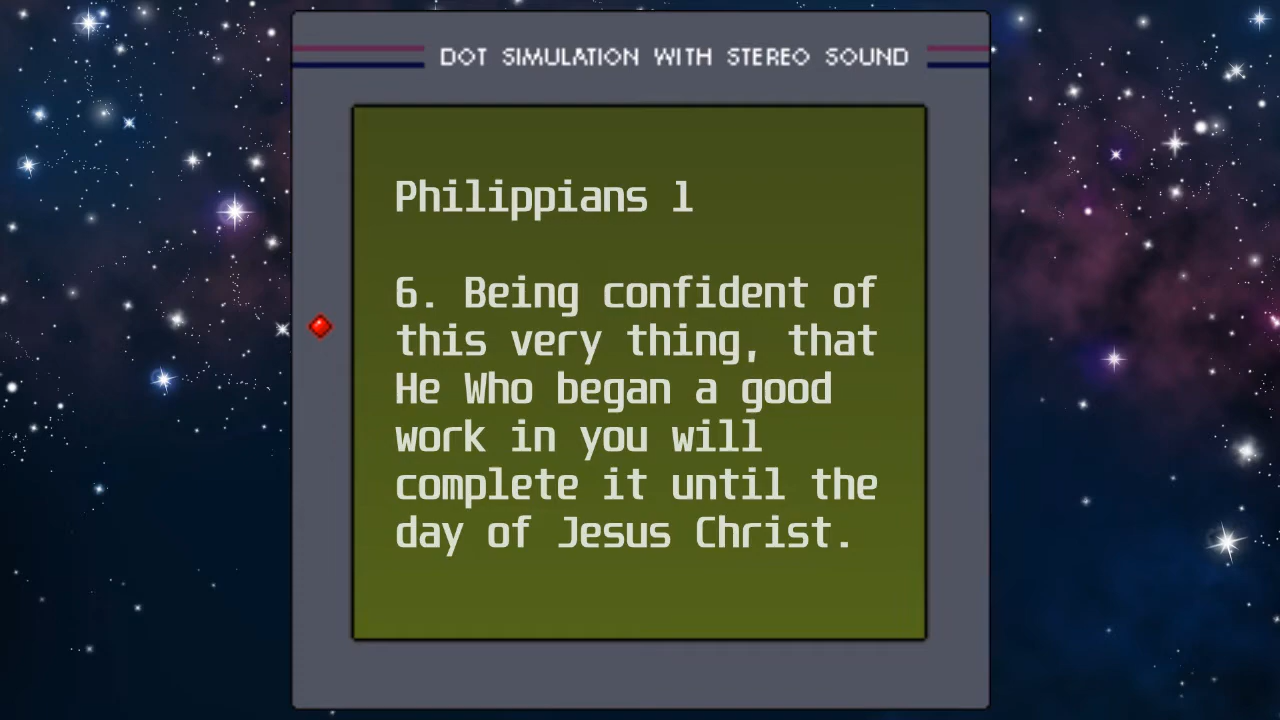 DOT SIMULATION WITH STEREO SOUND
Philippians 1
6. Being confident of
this very thing, that
He Who began a good
work in you will
complete it until the
day of Jesus Christ.